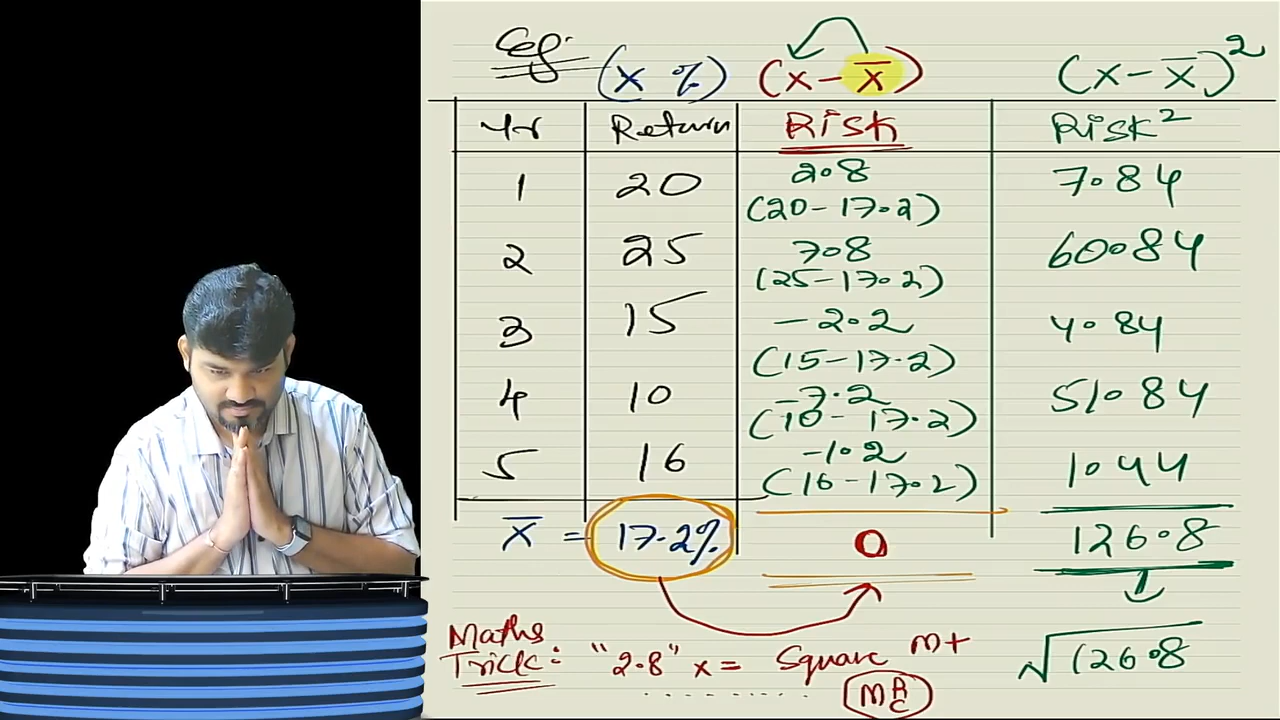 Eg:
(x %) (x - x̄) (x - x̄)²
Yr Return Risk Risk²
1 20 2.8 7.84
(20-17.2)
2 25 7.8 60.84
(25-17.2)
3 15 -2.2 4.84
(15-17.2)
4 10 -7.2 51.84
(10-17.2)
5 16 -1.2 1.44
(16-17.2)
x̄ = 17.2% 0 126.8
Maths
Trick: "2.8" x = Square M+
MRC
√126.8